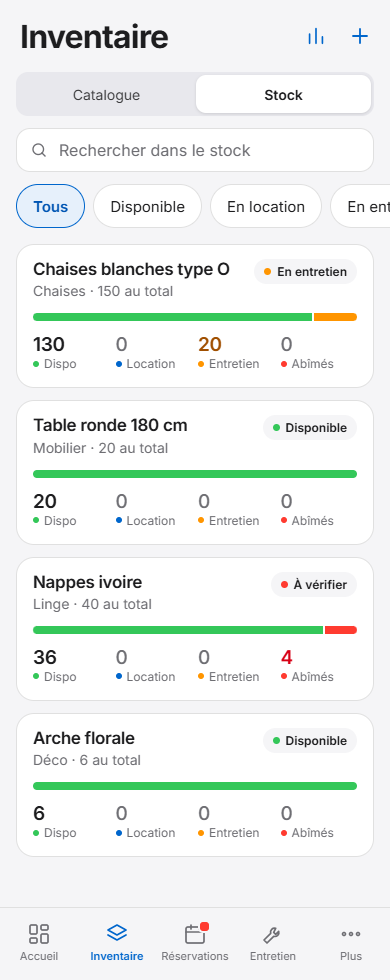 Inventaire
Catalogue Stock
Rechercher dans le stock
Tous Disponible En location En ent
Chaises blanches type O En entretien
Chaises · 150 au total
130 0 20 0
Dispo Location Entretien Abîmés
Table ronde 180 cm Disponible
Mobilier · 20 au total
20 0 0 0
Dispo Location Entretien Abîmés
Nappes ivoire À vérifier
Linge · 40 au total
36 0 0 4
Dispo Location Entretien Abîmés
Arche florale Disponible
Déco · 6 au total
6 0 0 0
Dispo Location Entretien Abîmés
Accueil Inventaire Réservations Entretien Plus